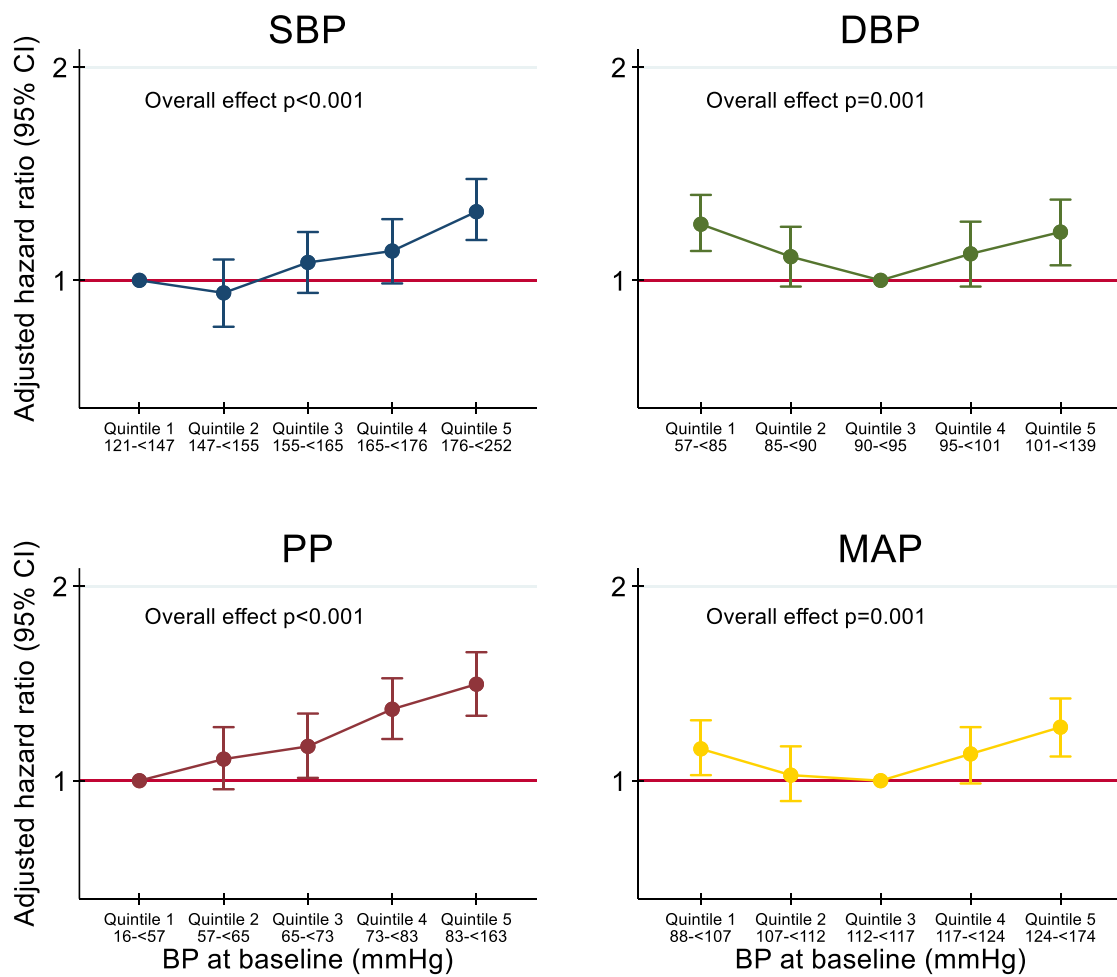 SBP
Adjusted hazard ratio (95% CI)
2
1
Overall effect p<0.001
Quintile 1 Quintile 2 Quintile 3 Quintile 4 Quintile 5
121-<147 147-<155 155-<165 165-<176 176-<252
DBP
2
1
Overall effect p=0.001
Quintile 1 Quintile 2 Quintile 3 Quintile 4 Quintile 5
57-<85 85-<90 90-<95 95-<101 101-<139
PP
Adjusted hazard ratio (95% CI)
2
1
Overall effect p<0.001
Quintile 1 Quintile 2 Quintile 3 Quintile 4 Quintile 5
16-<57 57-<65 65-<73 73-<83 83-<163
BP at baseline (mmHg)
MAP
2
1
Overall effect p=0.001
Quintile 1 Quintile 2 Quintile 3 Quintile 4 Quintile 5
88-<107 107-<112 112-<117 117-<124 124-<174
BP at baseline (mmHg)